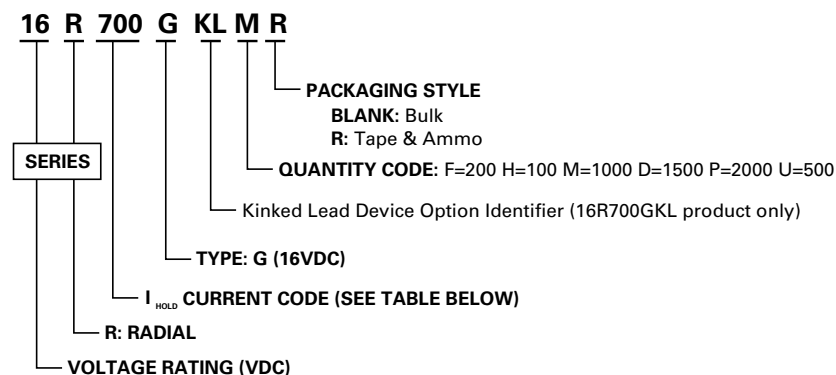 16 R 700 G KL M R
PACKAGING STYLE
BLANK: Bulk
R: Tape & Ammo
SERIES
QUANTITY CODE: F=200 H=100 M=1000 D=1500 P=2000 U=500
Kinked Lead Device Option Identifier (16R700GKL product only)
TYPE: G (16VDC)
I HOLD CURRENT CODE (SEE TABLE BELOW)
R: RADIAL
VOLTAGE RATING (VDC)